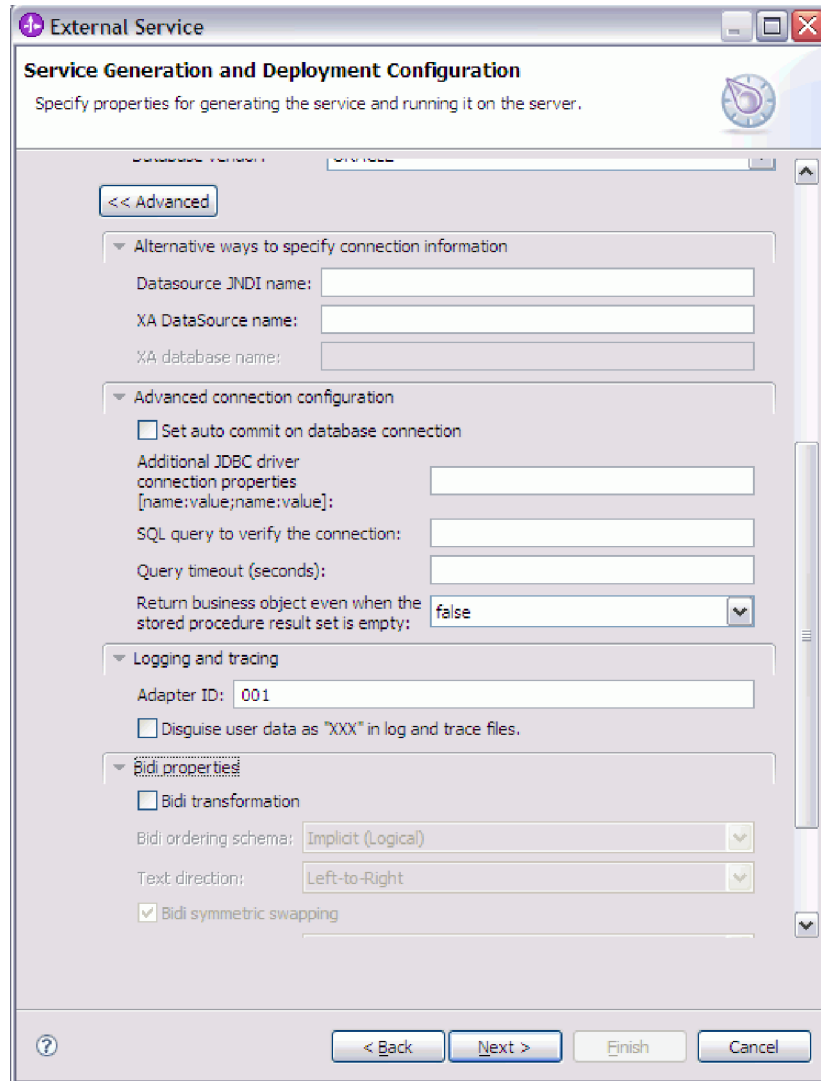 External Service
Service Generation and Deployment Configuration
Specify properties for generating the service and running it on the server.
<< Advanced
Alternative ways to specify connection information
Datasource JNDI name:
XA DataSource name:
XA database name:
Advanced connection configuration
Set auto commit on database connection
Additional JDBC driver
connection properties
[name:value;name:value]:
SQL query to verify the connection:
Query timeout (seconds):
Return business object even when the
stored procedure result set is empty:
false
Logging and tracing
Adapter ID: 001
Disguise user data as "XXX" in log and trace files.
Bidi properties
Bidi transformation
Bidi ordering schema: Implicit (Logical)
Text direction: Left-to-Right
Bidi symmetric swapping
< Back Next > Finish Cancel